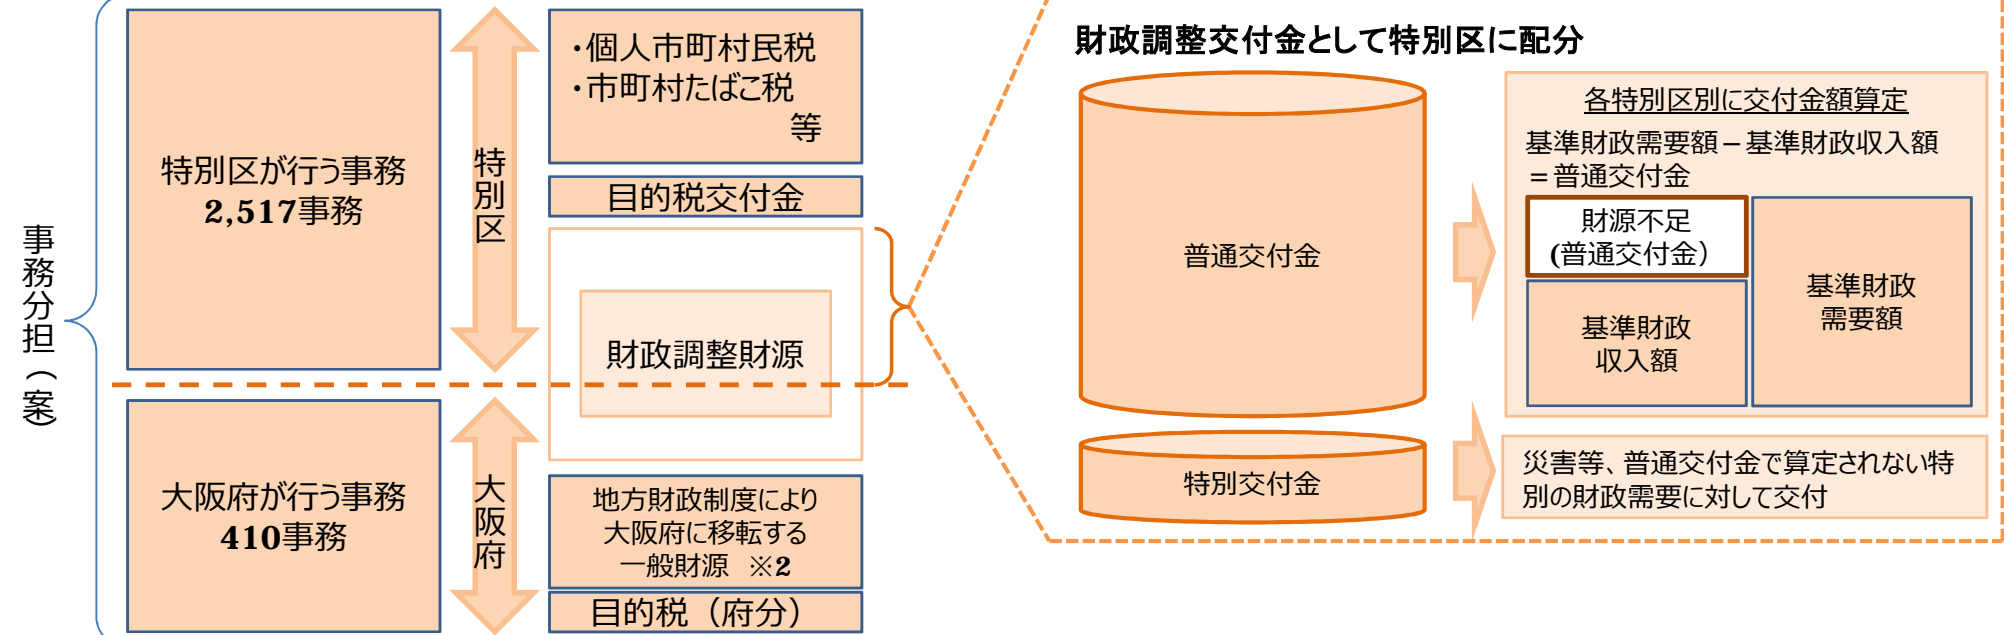 事務分担（案）
特別区が行う事務
2,517事務
大阪府が行う事務
410事務
特別区
大阪府
・個人市町村民税
・市町村たばこ税
等
目的税交付金
財政調整財源
地方財政制度により
大阪府に移転する
一般財源　※2
目的税（府分）
財政調整交付金として特別区に配分
普通交付金
特別交付金
各特別区別に交付金額算定
基準財政需要額－基準財政収入額
＝普通交付金
財源不足
(普通交付金）
基準財政
収入額
基準財政
需要額
災害等、普通交付金で算定されない特
別の財政需要に対して交付